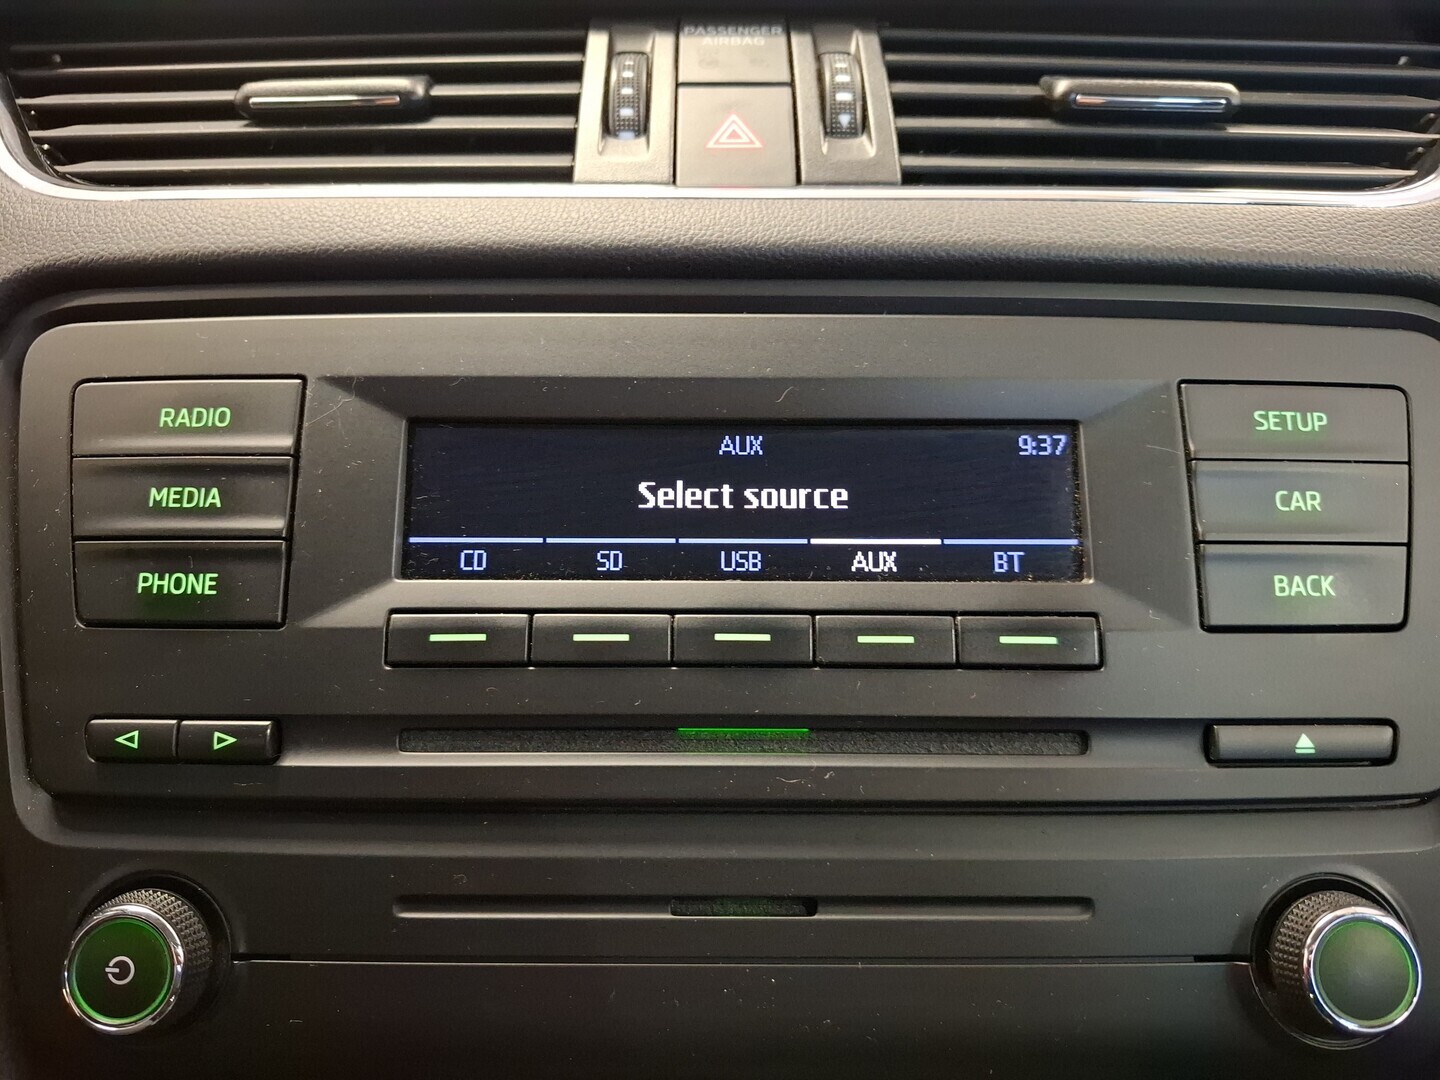 PASSENGER
AIRBAG
RADIO
MEDIA
PHONE
AUX 9:37
Select source
CD SD USB AUX BT
SETUP
CAR
BACK